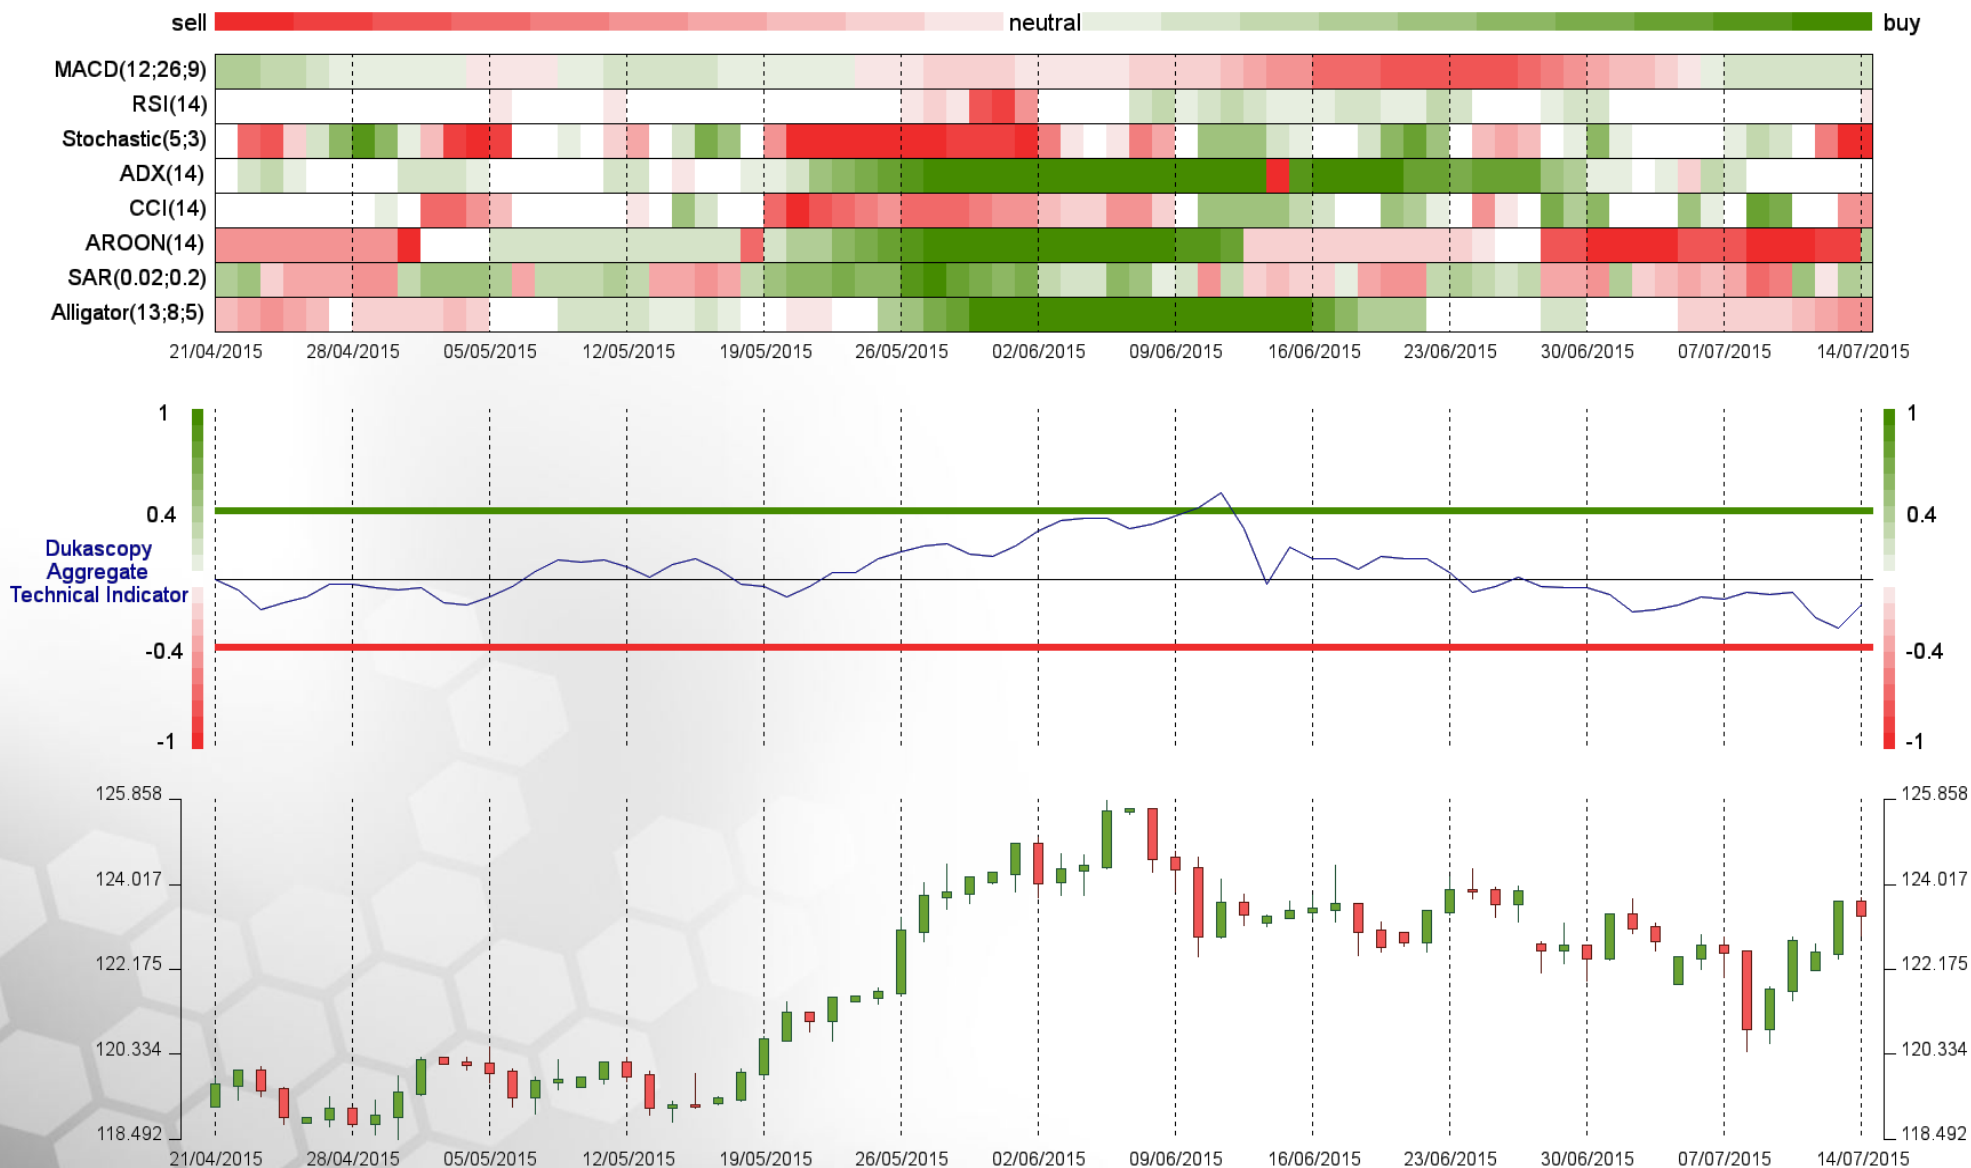 sell neutral buy
MACD(12;26;9)
RSI(14)
Stochastic(5;3)
ADX(14)
CCI(14)
AROON(14)
SAR(0.02;0.2)
Alligator(13;8;5)
21/04/2015 28/04/2015 05/05/2015 12/05/2015 19/05/2015 26/05/2015 02/06/2015 09/06/2015 16/06/2015 23/06/2015 30/06/2015 07/07/2015 14/07/2015
1 1
0.4 0.4
Dukascopy
Aggregate
Technical Indicator
-0.4 -0.4
-1 -1
125.858 125.858
124.017 124.017
122.175 122.175
120.334 120.334
118.492 118.492
21/04/2015 28/04/2015 05/05/2015 12/05/2015 19/05/2015 26/05/2015 02/06/2015 09/06/2015 16/06/2015 23/06/2015 30/06/2015 07/07/2015 14/07/2015